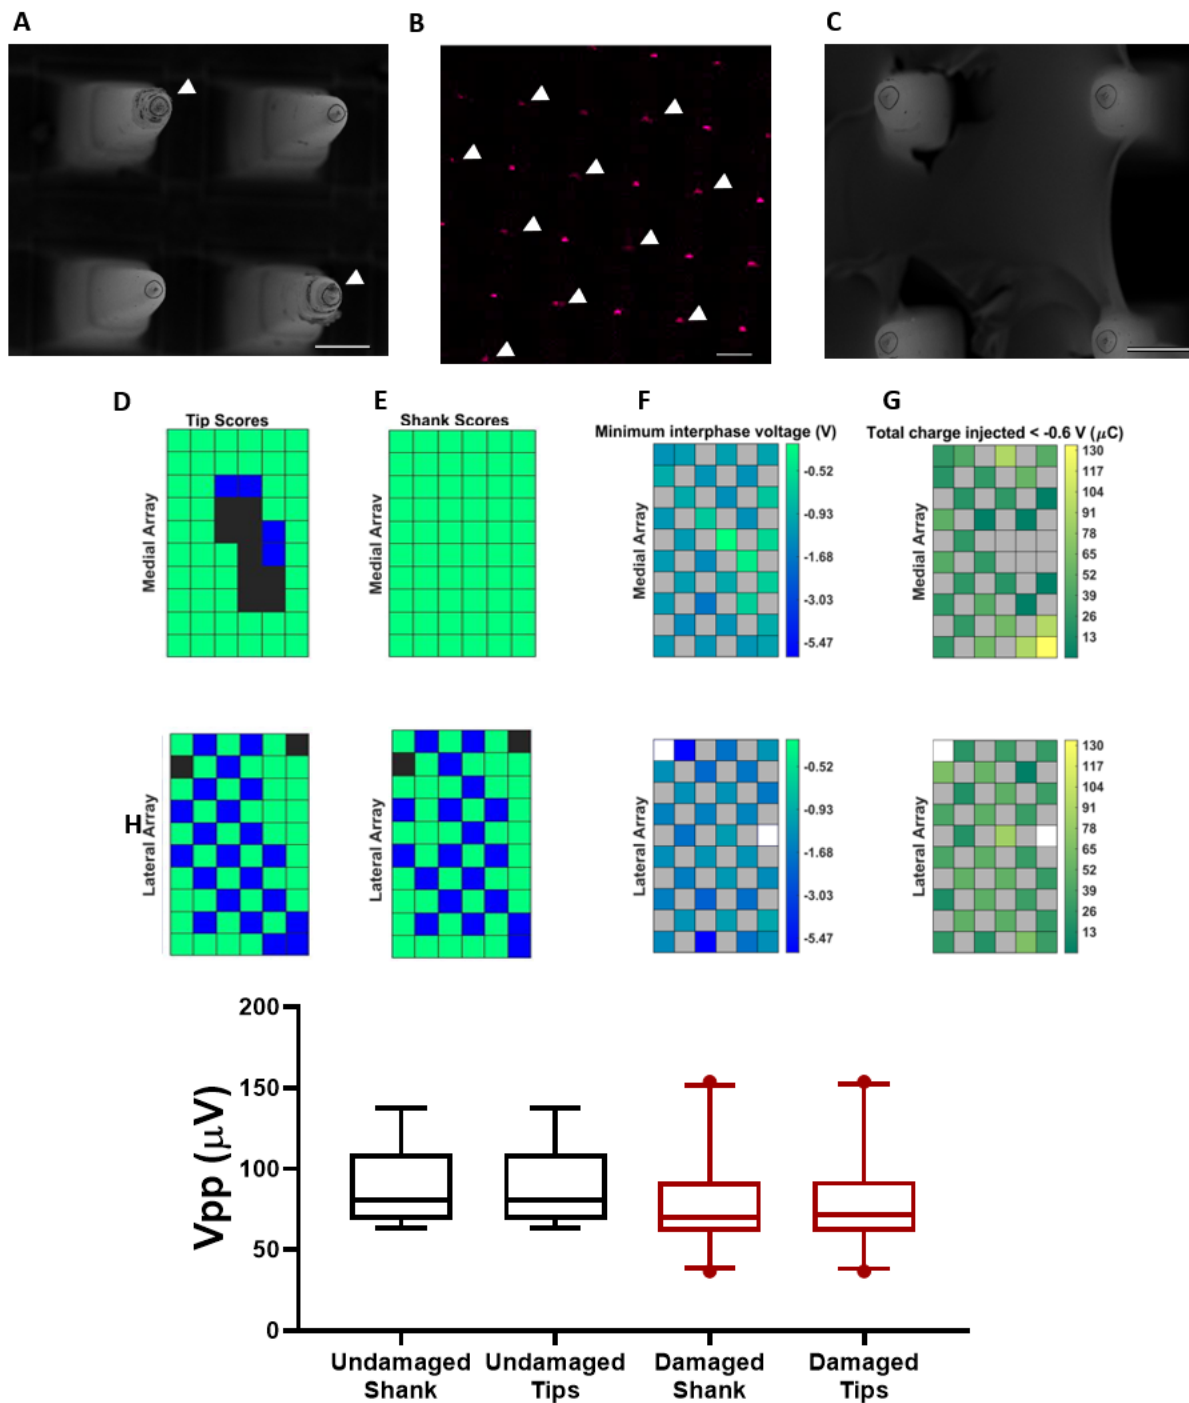 A
B
C
D
E
F
G
Tip Scores
Shank Scores
Minimum interphase voltage (V)
Total charge injected < -0.6 V (μC)
Medial Array
Medial Array
Medial Array
-0.52
-0.93
-1.68
-3.03
-5.47
Medial Array
130
117
104
91
78
65
52
39
26
13
H
Lateral Array
Lateral Array
Lateral Array
-0.52
-0.93
-1.68
-3.03
-5.47
Lateral Array
130
117
104
91
78
65
52
39
26
13
Vpp (μV)
200
150
100
50
0
Undamaged
Shank
Undamaged
Tips
Damaged
Shank
Damaged
Tips